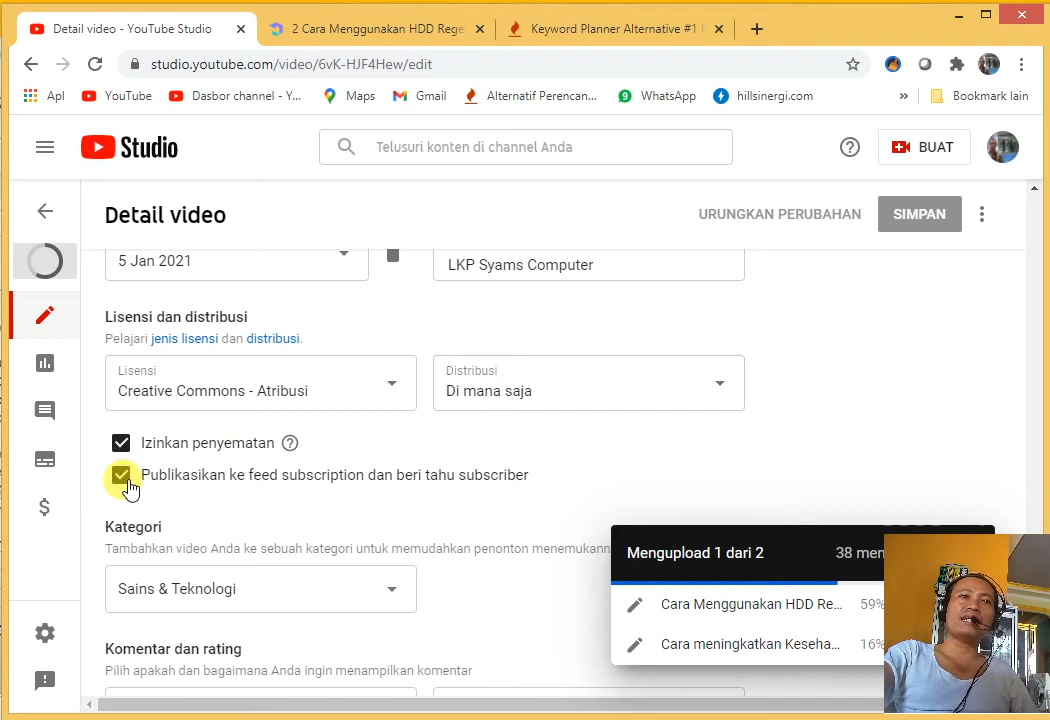 Detail video - YouTube Studio
2 Cara Menggunakan HDD Rege
Keyword Planner Alternative #1 F
studio.youtube.com/video/6vK-HJF4Hew/edit
Apl
YouTube
Dasbor channel - Y...
Maps
Gmail
Alternatif Perencan...
WhatsApp
hillsinergi.com
»
Bookmark lain
Studio
Telusuri konten di channel Anda
BUAT
Detail video
URUNGKAN PERUBAHAN
SIMPAN
5 Jan 2021
LKP Syams Computer
Lisensi dan distribusi
Pelajari jenis lisensi dan distribusi.
Lisensi
Creative Commons - Atribusi
Distribusi
Di mana saja
Izinkan penyematan
Publikasikan ke feed subscription dan beri tahu subscriber
Kategori
Tambahkan video Anda ke sebuah kategori untuk memudahkan penonton menemukann
Sains & Teknologi
Mengupload 1 dari 2
38 men
Cara Menggunakan HDD Re...
59%
Cara meningkatkan Keseha...
16%
Komentar dan rating
Pilih apakah dan bagaimana Anda ingin menampilkan komentar